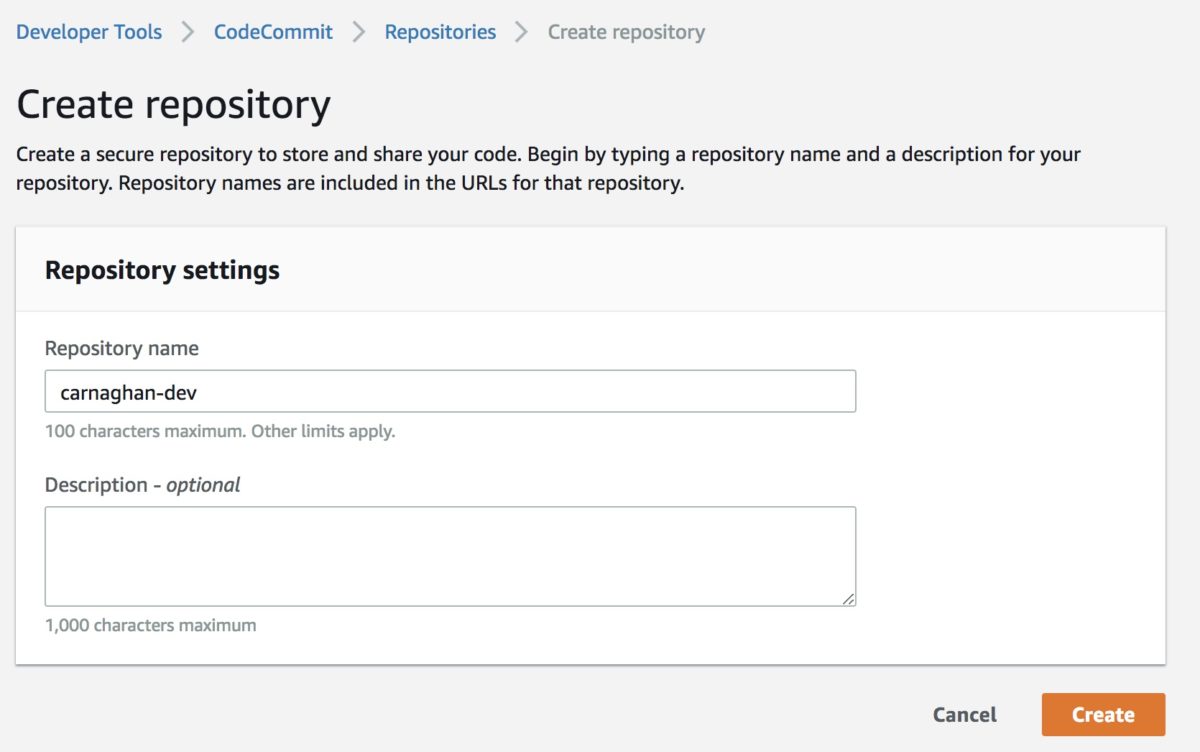 Developer Tools > CodeCommit > Repositories > Create repository
Create repository
Create a secure repository to store and share your code. Begin by typing a repository name and a description for your
repository. Repository names are included in the URLs for that repository.
Repository settings
Repository name
carnaghan-dev
100 characters maximum. Other limits apply.
Description - optional
1,000 characters maximum
Cancel Create